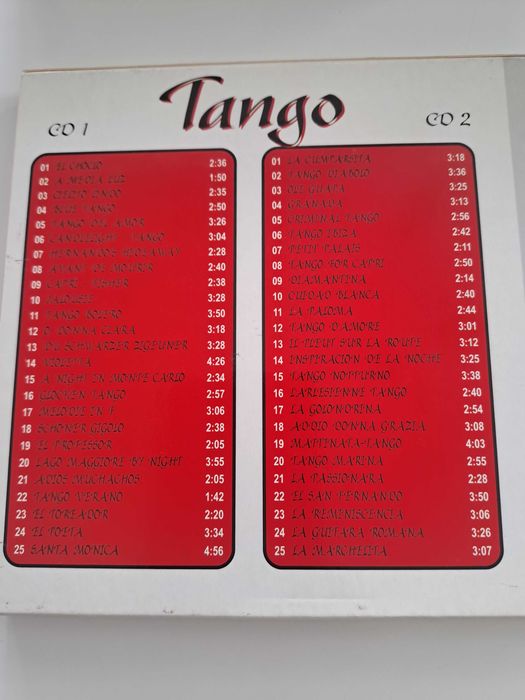 Tango
CD 1
01 EL CHOCLO 2:36
02 A MEDIA LUZ 1:50
03 CIELITO LINDO 2:35
04 BLUE TANGO 2:50
05 TANGO DEL AMOR 3:26
06 CANDLELIGHT - TANGO 3:04
07 HERNANDOS HIDEAWAY 2:28
08 AVANT DE MOURIR 2:40
09 CAPRI - FISHER 2:38
10 JALOUSIE 3:28
11 TANGO BOLERO 3:50
12 O, DONNA CLARA 3:18
13 DU SCHWARZER ZIGEUNER 3:28
14 VIOLETTA 4:26
15 A NIGHT IN MONTE CARLO 2:34
16 GLOCKEN TANGO 2:57
17 MELODIE IN F 3:06
18 SCHÖNER GIGOLO 2:38
19 EL PROFESSOR 2:05
20 LAGO MAGGIORE BY NIGHT 3:55
21 ADIOS MUCHACHOS 2:05
22 TANGO VERANO 1:42
23 EL TOREADOR 2:20
24 EL POETA 3:34
25 SANTA MONICA 4:56
CD 2
01 LA CUMPARSITA 3:18
02 TANGO DIABOLO 3:36
03 OLE GUAPA 3:25
04 GRANADA 3:13
05 CRIMINAL TANGO 2:56
06 TANGO IBIZA 2:42
07 PETIT PALAIS 2:11
08 TANGO FOR CAPRI 2:50
09 DIAMANTINA 2:14
10 CUIDAD BLANCA 2:40
11 LA PALOMA 2:44
12 TANGO D'AMORE 3:01
13 IL PLEUT SUR LA ROUTE 3:12
14 INSPIRACION DE LA NOCHE 3:25
15 TANGO NOTTURNO 3:38
16 L'ARLESIENNE TANGO 2:40
17 LA GOLONDRINA 2:54
18 ADDIO DONNA GRAZIA 3:08
19 MAPINATA-TANGO 4:03
20 TANGO MARINA 2:55
21 LA PASSIONARA 2:28
22 EL SAN FERNANDO 3:50
23 LA REMINISCENCIA 3:06
24 LA GUITARA ROMANA 3:26
25 LA MARCHELITA 3:07